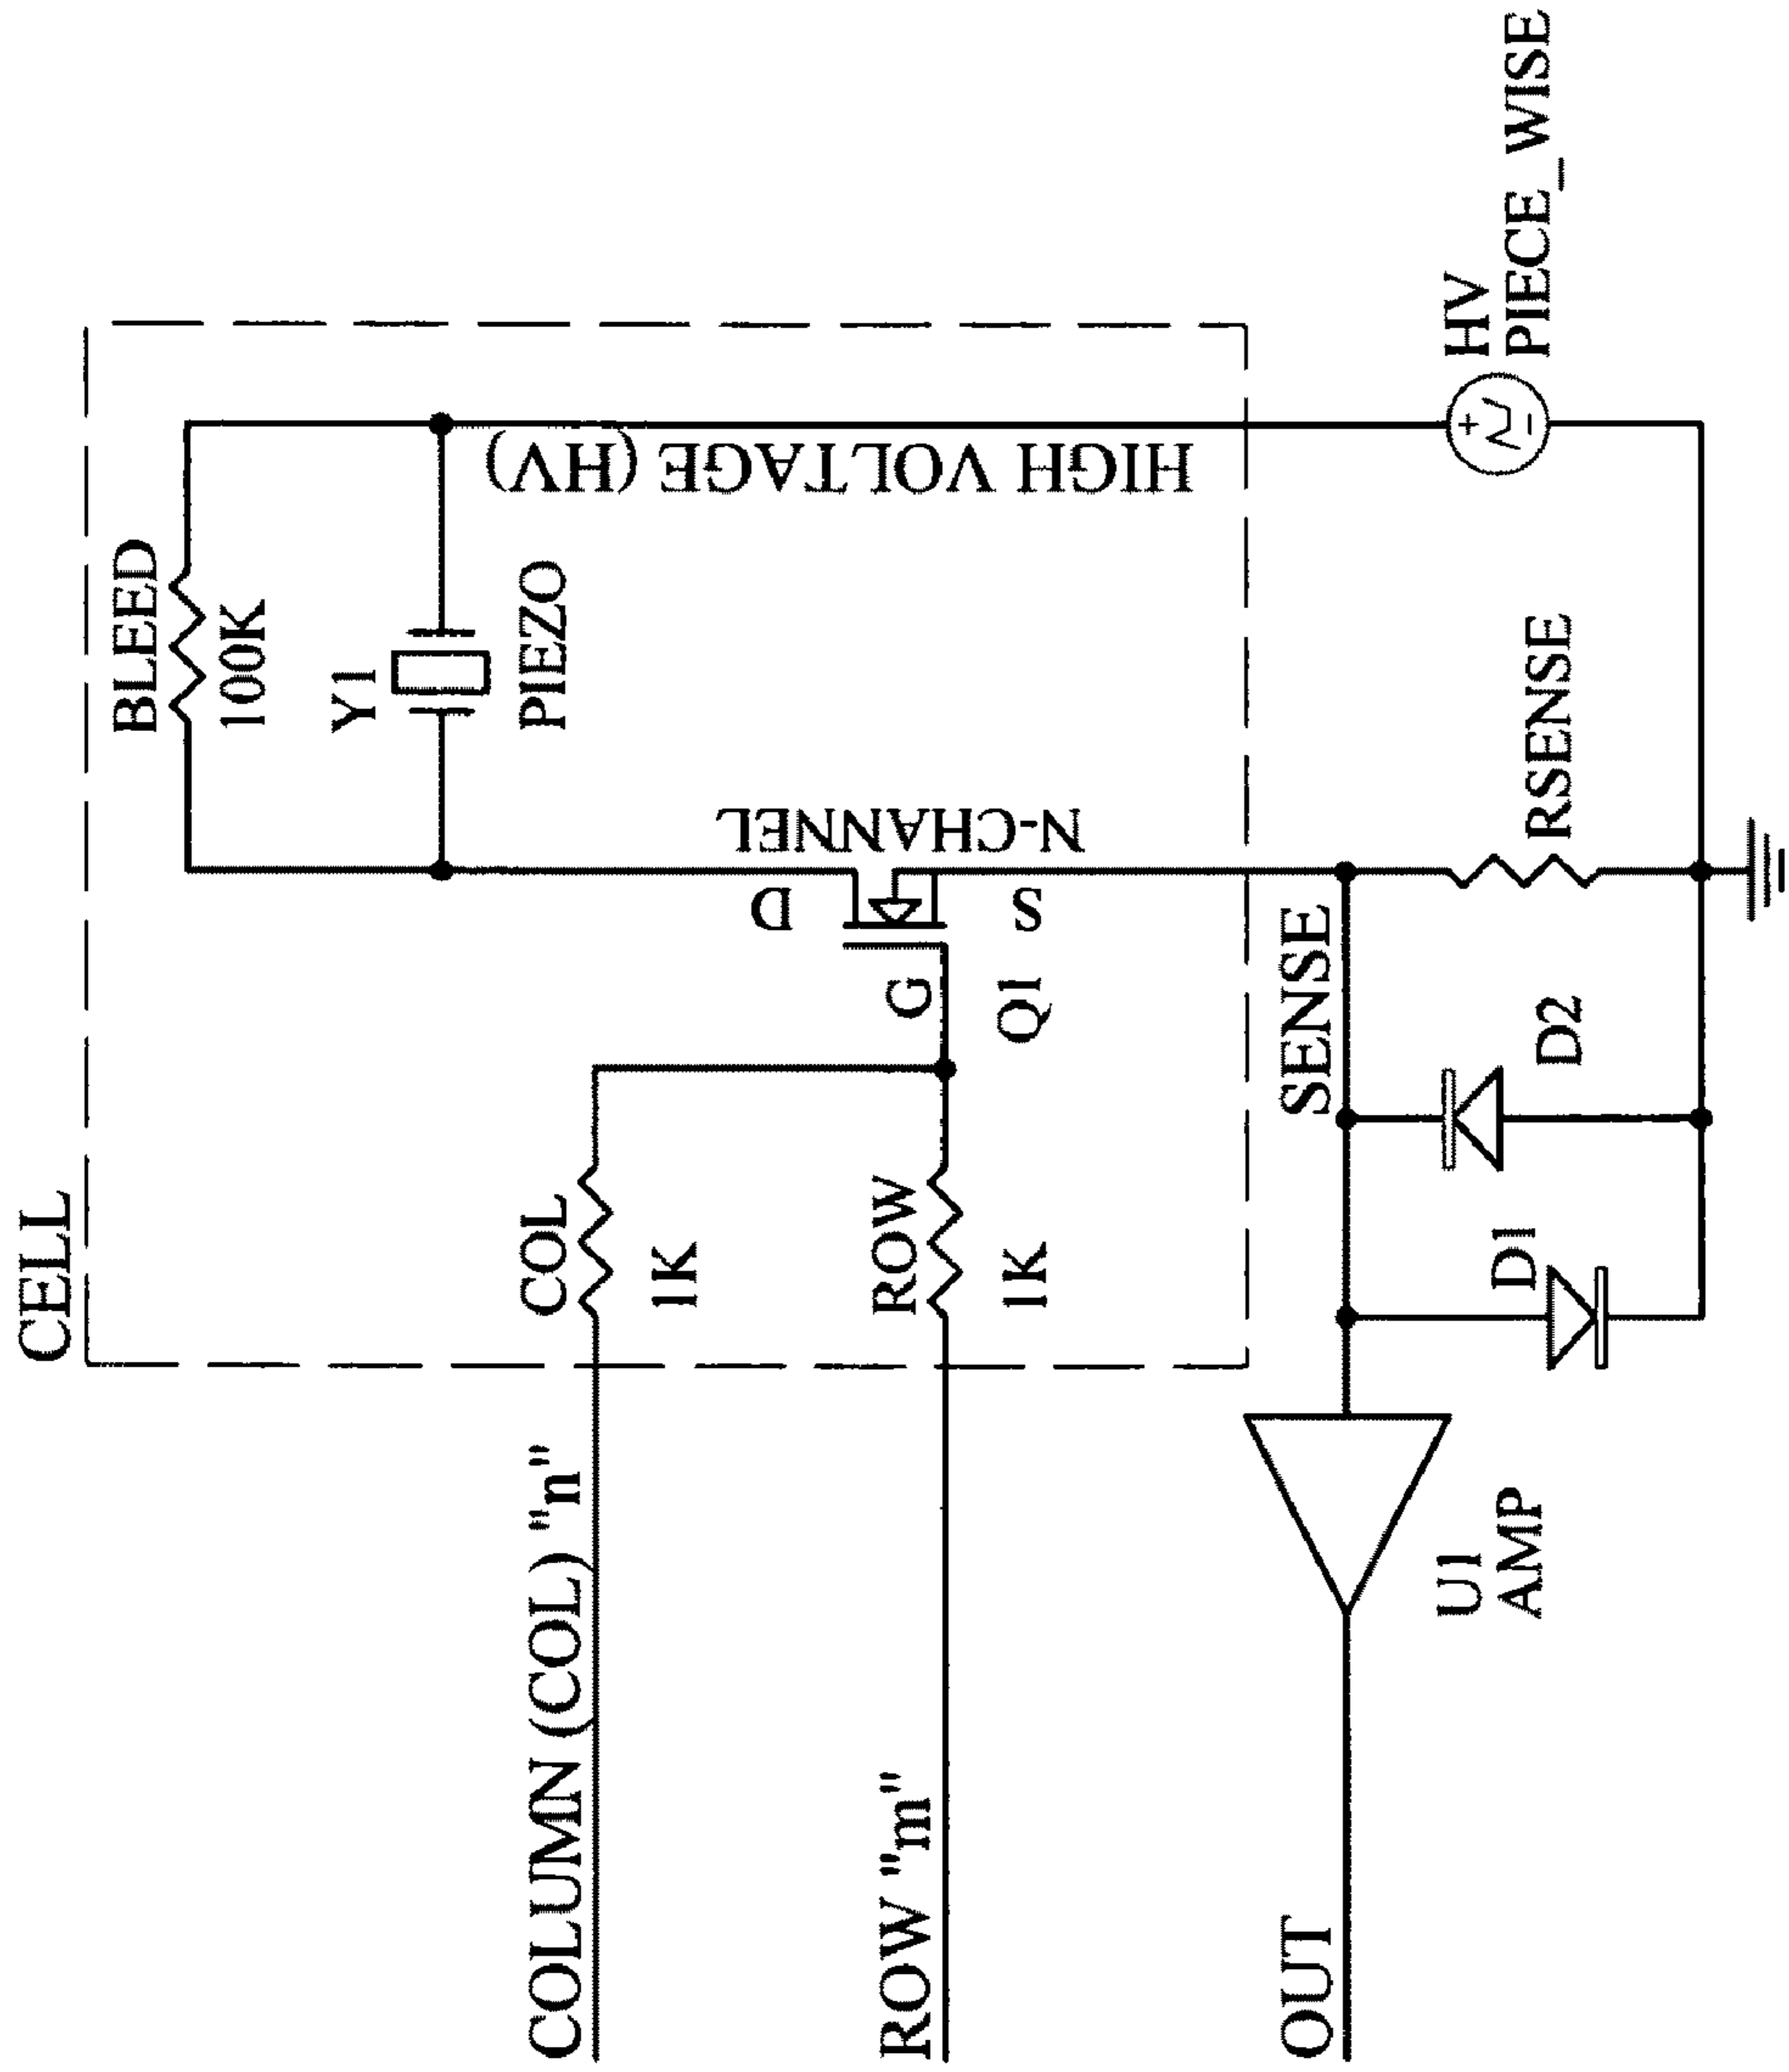 CELL
BLEED
100K
Y1
PIEZO
HIGH VOLTAGE (HV)
N-CHANNEL
D
S
G
Q1
COL
1K
ROW
1K
COLUMN (COL) "n"
ROW "m"
SENSE
RSENSE
HV
PIECE_WISE
+
−
D2
D1
U1
AMP
OUT